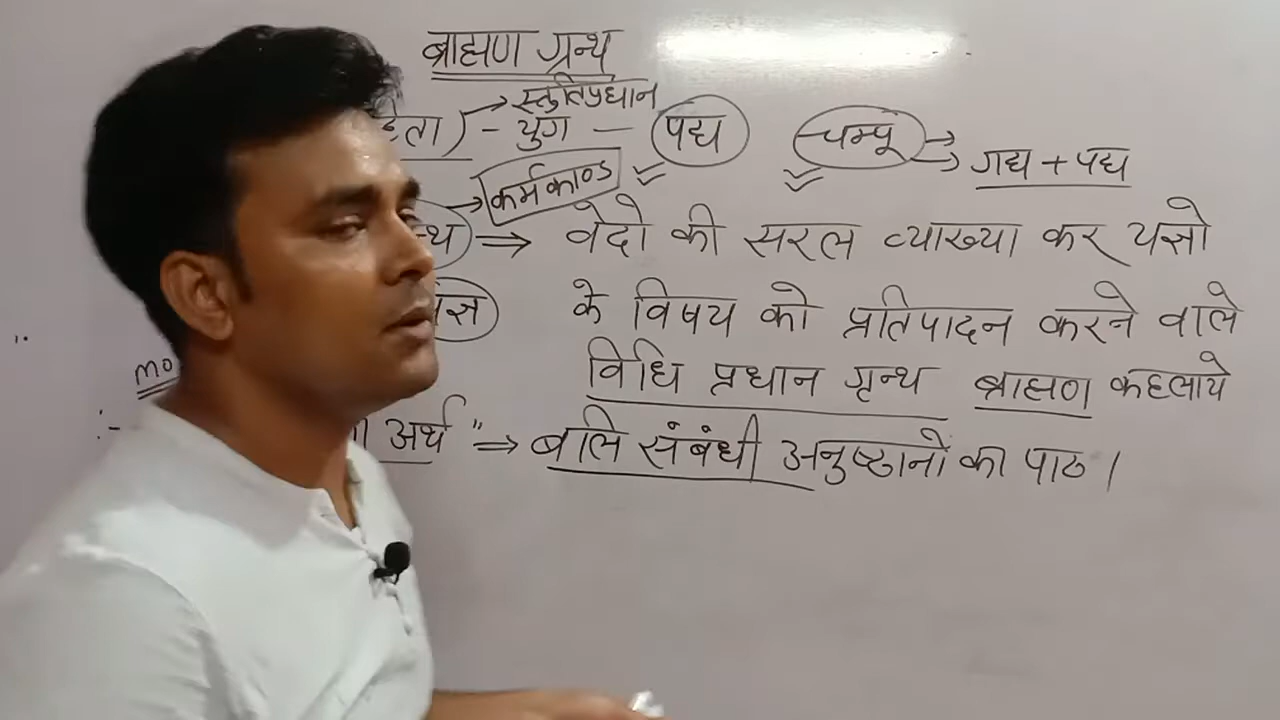 ब्राह्मण ग्रन्थ
→ स्तुतिप्रधान
) - युग - पद्य चम्पू → गद्य + पद्य
→ कर्मकाण्ड
⇒ वेदो की सरल व्याख्या कर यज्ञो
के विषय को प्रतिपादन करने वाले
विधि प्रधान ग्रन्थ ब्राह्मण कहलाये
mo
:- अर्थ " ⇒ बलि संबंधी अनुष्ठानो का पाठ ।